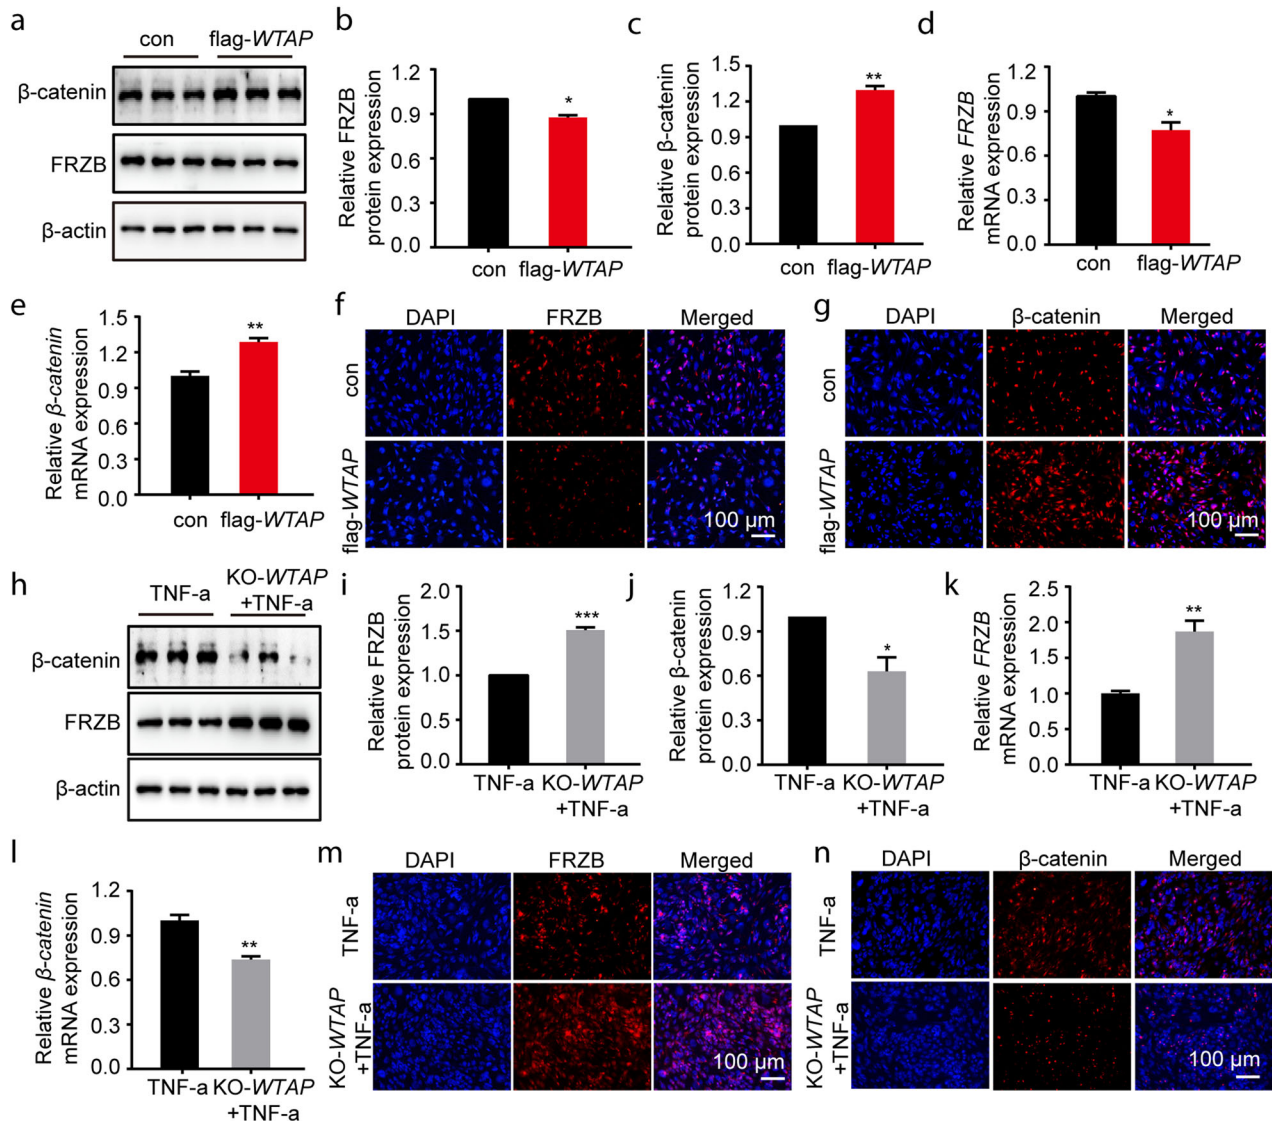 a
con flag-WTAP
β-catenin
FRZB
β-actin
b
Relative FRZB
protein expression
1.2
0.9
0.6
0.3
0.0
*
con flag-WTAP
c
Relative β-catenin
protein expression
1.5
1.2
0.9
0.6
0.3
0.0
**
con flag-WTAP
d
Relative FRZB
mRNA expression
1.2
0.9
0.6
0.3
0.0
*
con flag-WTAP
e
Relative β-catenin
mRNA expression
1.5
1.2
0.9
0.6
0.3
0.0
**
con flag-WTAP
f
DAPI FRZB Merged
con
flag-WTAP
100 μm
g
DAPI β-catenin Merged
con
flag-WTAP
100 μm
h
TNF-a KO-WTAP
+TNF-a
β-catenin
FRZB
β-actin
i
Relative FRZB
protein expression
2.0
1.5
1.0
0.5
0.0
***
TNF-a KO-WTAP
+TNF-a
j
Relative β-catenin
protein expression
1.2
0.9
0.6
0.3
0.0
*
TNF-a KO-WTAP
+TNF-a
k
Relative FRZB
mRNA expression
2.5
2.0
1.5
1.0
0.5
0.0
**
TNF-a KO-WTAP
+TNF-a
l
Relative β-catenin
mRNA expression
1.2
0.9
0.6
0.3
0.0
**
TNF-a KO-WTAP
+TNF-a
m
DAPI FRZB Merged
TNF-a
KO-WTAP
+TNF-a
100 μm
n
DAPI β-catenin Merged
TNF-a
KO-WTAP
+TNF-a
100 μm